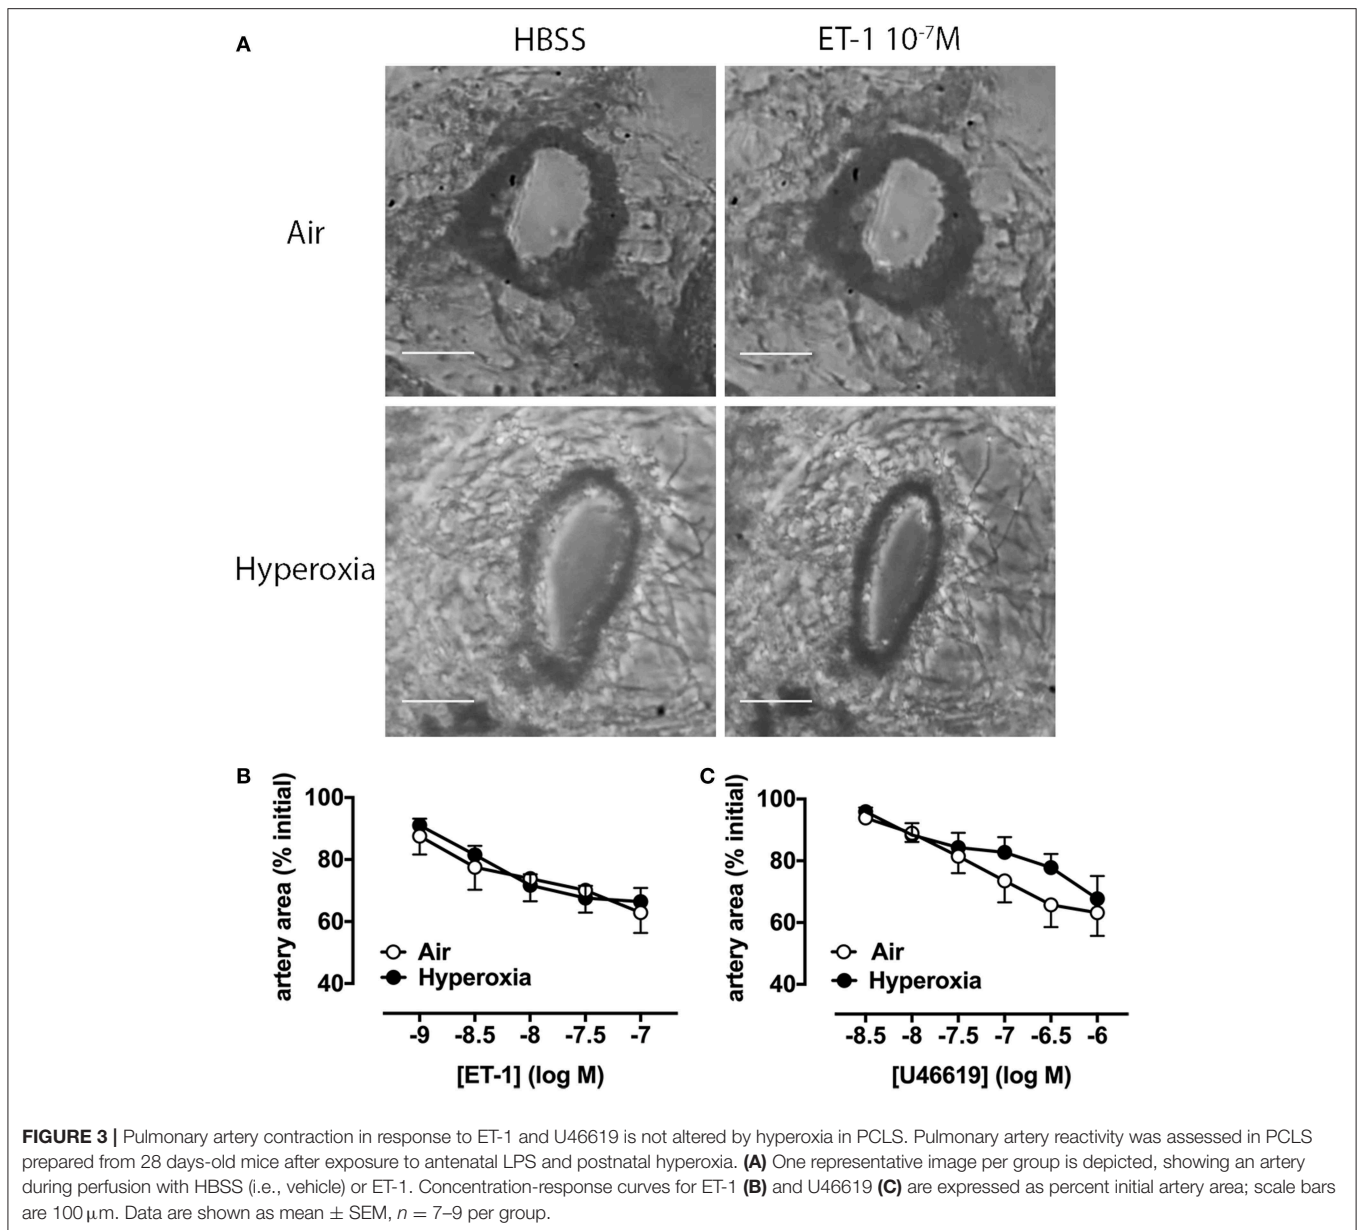 A
HBSS
ET-1 10⁻⁷M
Air
Hyperoxia
B
artery area (% initial)
100
80
60
40
Air
Hyperoxia
-9 -8.5 -8 -7.5 -7
[ET-1] (log M)
C
artery area (% initial)
100
80
60
40
Air
Hyperoxia
-8.5 -8 -7.5 -7 -6.5 -6
[U46619] (log M)
FIGURE 3 | Pulmonary artery contraction in response to ET-1 and U46619 is not altered by hyperoxia in PCLS. Pulmonary artery reactivity was assessed in PCLS
prepared from 28 days-old mice after exposure to antenatal LPS and postnatal hyperoxia. (A) One representative image per group is depicted, showing an artery
during perfusion with HBSS (i.e., vehicle) or ET-1. Concentration-response curves for ET-1 (B) and U46619 (C) are expressed as percent initial artery area; scale bars
are 100 μm. Data are shown as mean ± SEM, n = 7–9 per group.